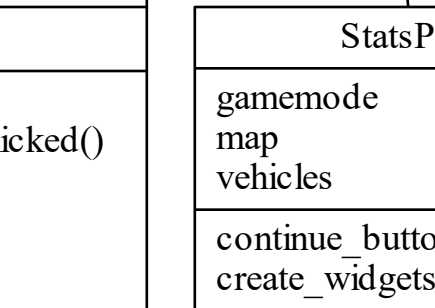 StatsP
icked()
gamemode
map
vehicles
continue_butto
create_widgets